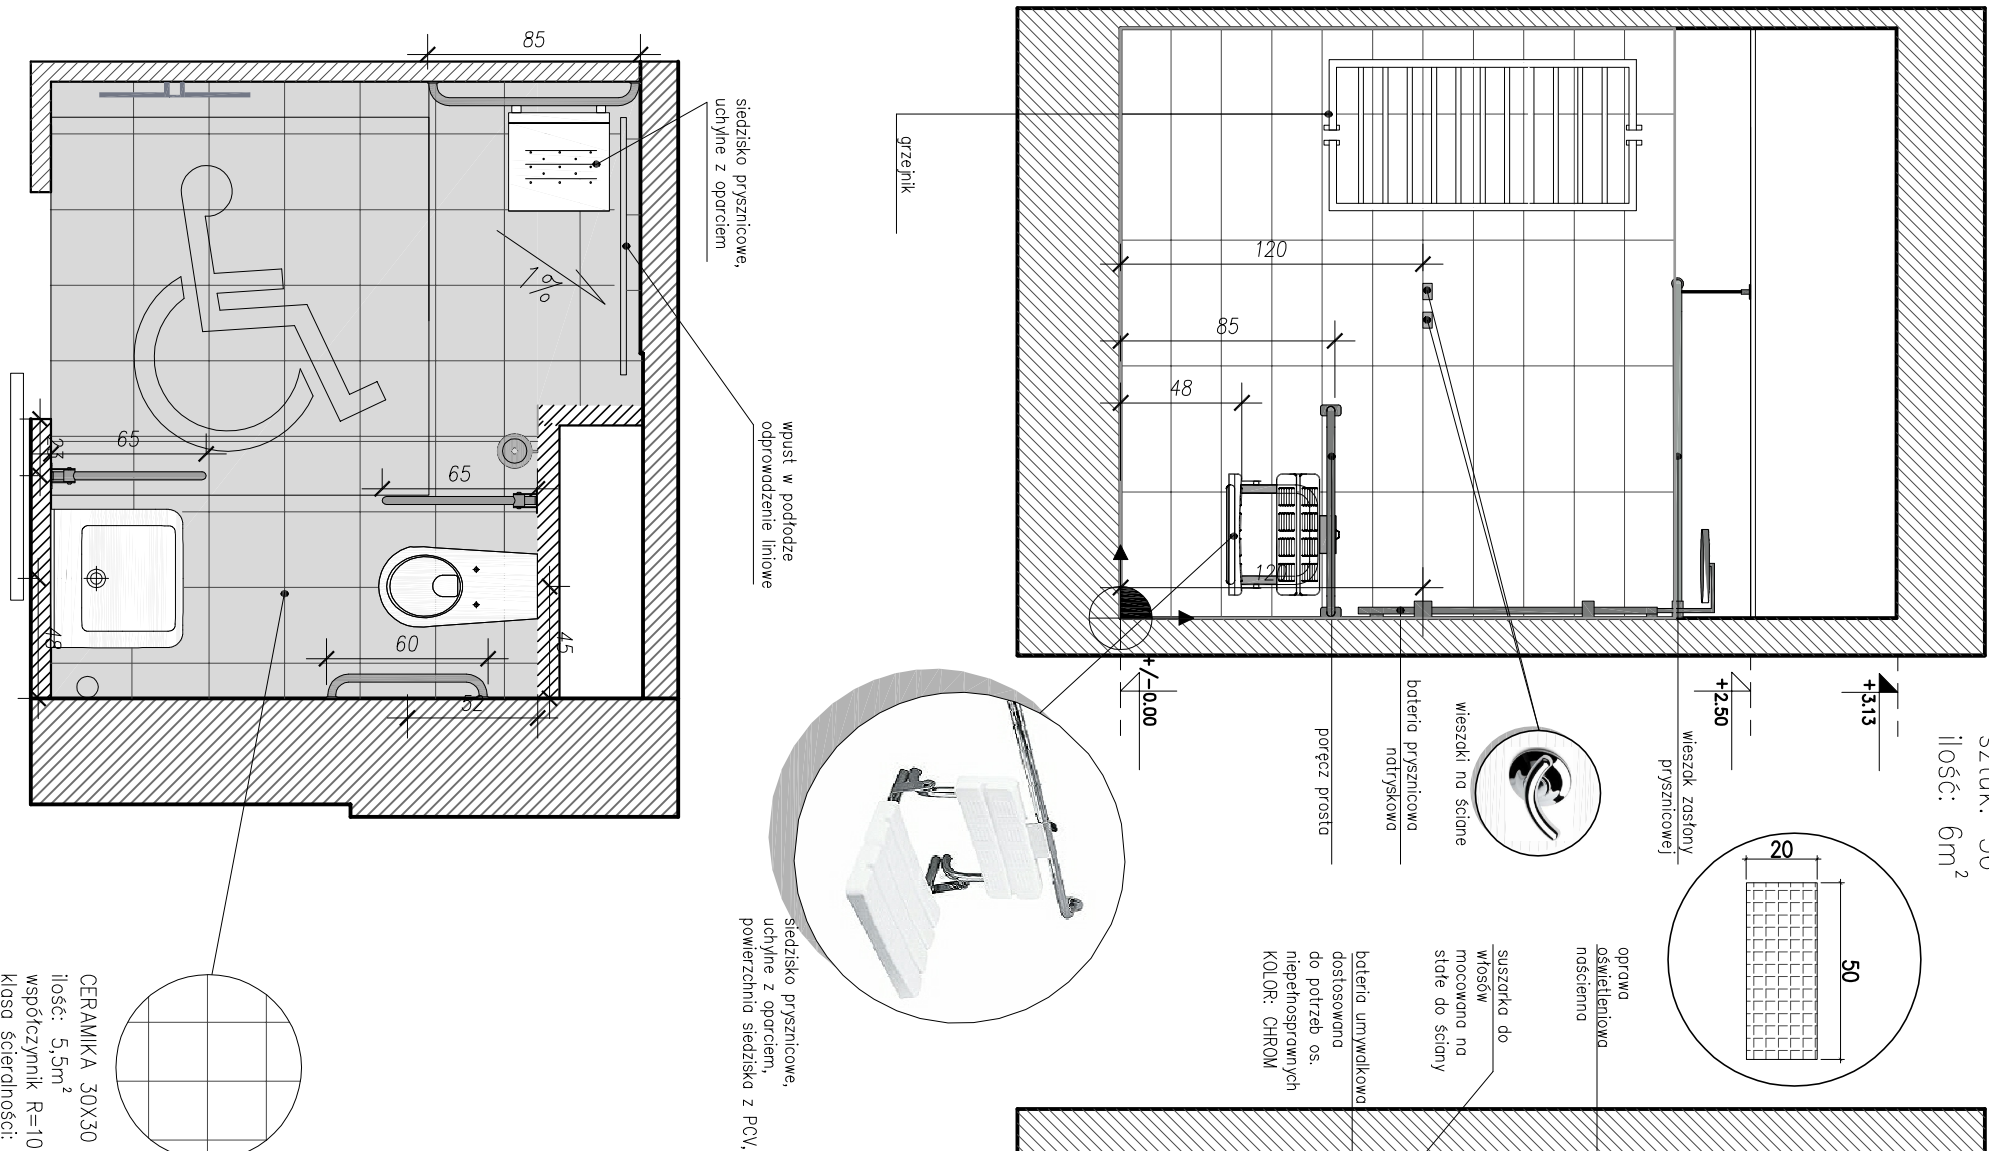 85
siedzisko prysznicowe,
uchylne z oparciem
1%
wpust w podłodze
odprowadzenie liniowe
65
23
65
48
60
45
52
grzejnik
120
85
48
120
+/-0.00
+2.50
+3.13
poręcz prosta
bateria prysznicowa
natryskowa
wieszaki na ściane
wieszak zasłony
prysznicowej
ilość: 6m²
20
50
siedzisko prysznicowe,
uchylne z oparciem,
powierzchnia siedziska z PCV,
bateria umywalkowa
dostosowana
do potrzeb os.
niepełnosprawnych
KOLOR: CHROM
suszarka do
włosów
mocowana na
stałe do ściany
oprawa
oświetleniowa
naścienna
CERAMIKA 30X30
ilość: 5,5m²
współczynnik R=10
klasa ścieralności: